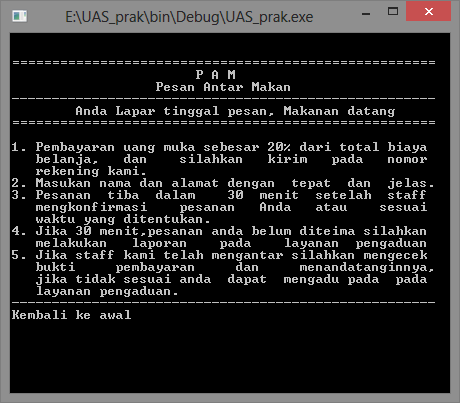 E:\UAS_prak\bin\Debug\UAS_prak.exe
=====================================================
P A M
Pesan Antar Makan
-----------------------------------------------------
Anda Lapar tinggal pesan, Makanan datang
=====================================================
1. Pembayaran uang muka sebesar 20% dari total biaya
belanja, dan silahkan kirim pada nomor
rekening kami.
2. Masukan nama dan alamat dengan tepat dan jelas.
3. Pesanan tiba dalam 30 menit setelah staff
mengkonfirmasi pesanan Anda atau sesuai
waktu yang ditentukan.
4. Jika 30 menit,pesanan anda belum diteima silahkan
melakukan laporan pada layanan pengaduan
5. Jika staff kami telah mengantar silahkan mengecek
bukti pembayaran dan menandatanginnya,
jika tidak sesuai anda dapat mengadu pada pada
layanan pengaduan.
-----------------------------------------------------
Kembali ke awal